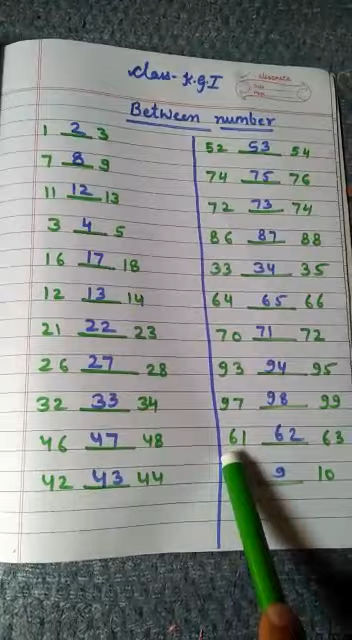 Class- K.G I
classmate
Date
Page
Between number
1 2 3
7 8 9
11 12 13
3 4 5
16 17 18
12 13 14
21 22 23
26 27 28
32 33 34
46 47 48
42 43 44
52 53 54
74 75 76
72 73 74
86 87 88
33 34 35
64 65 66
70 71 72
93 94 95
97 98 99
61 62 63
9 10